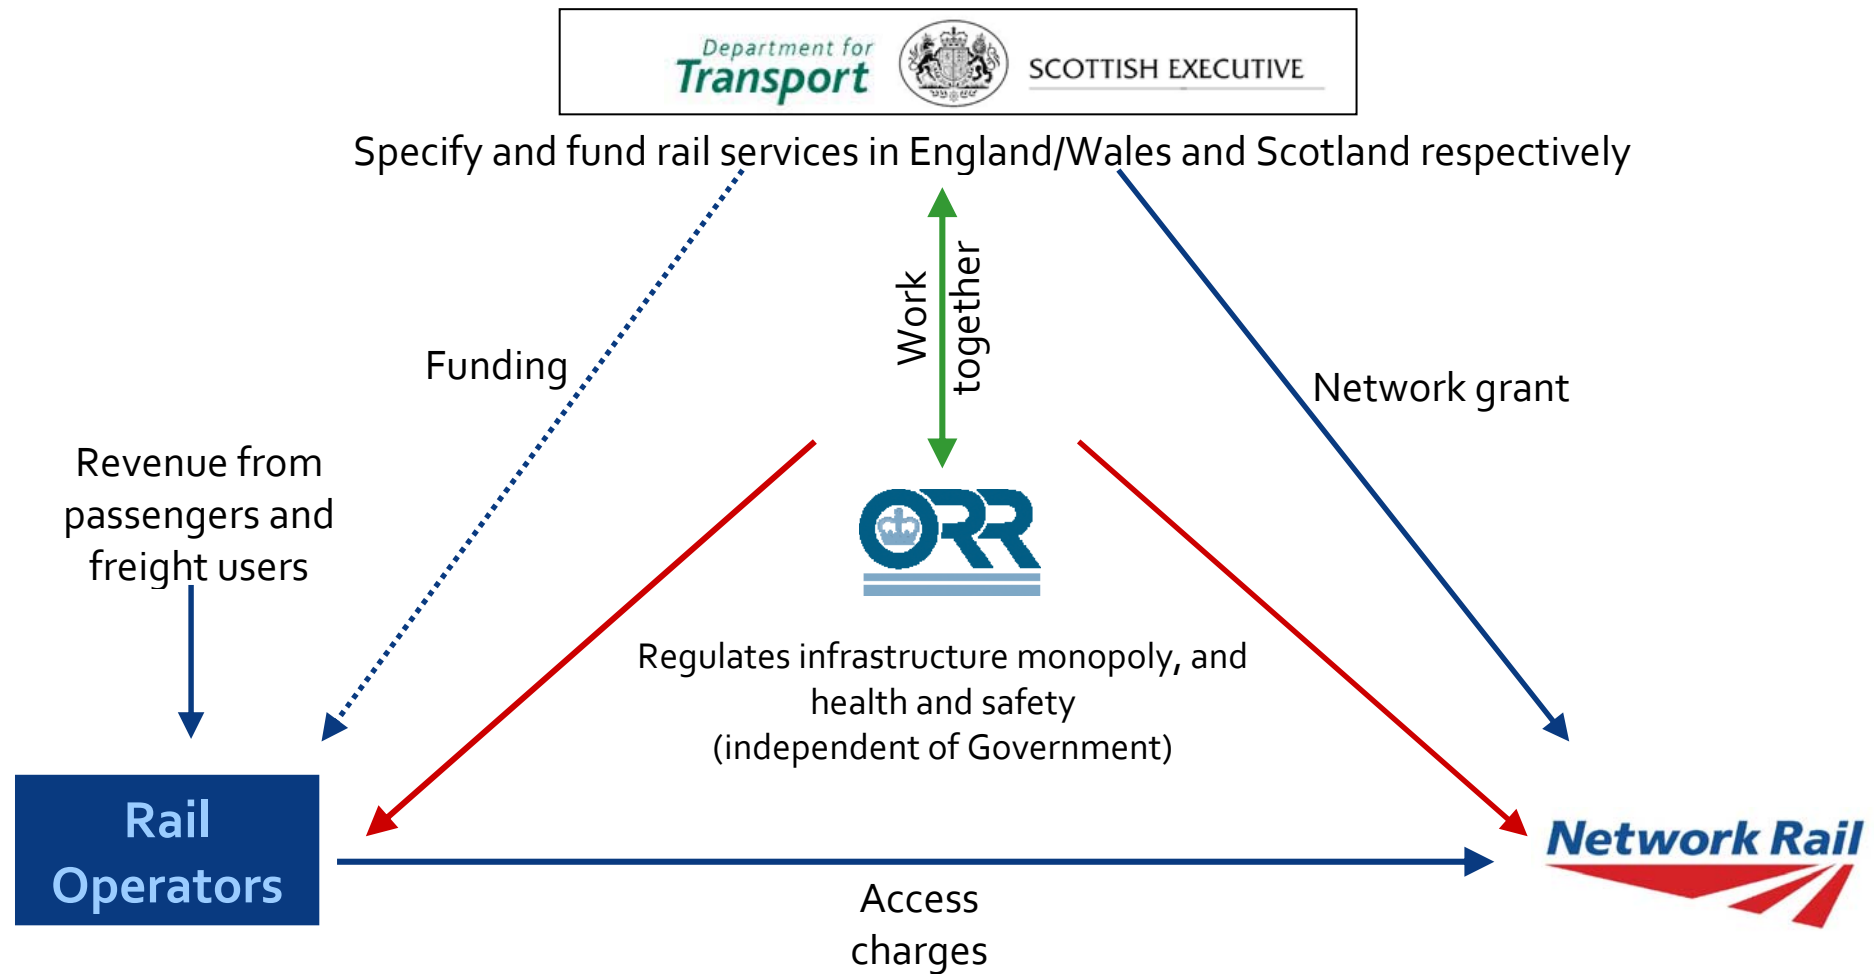 Department for
Transport
SCOTTISH EXECUTIVE
Specify and fund rail services in England/Wales and Scotland respectively
Work
together
Funding
Network grant
Revenue from
passengers and
freight users
ORR
Regulates infrastructure monopoly, and
health and safety
(independent of Government)
Rail
Operators
Network Rail
Access
charges